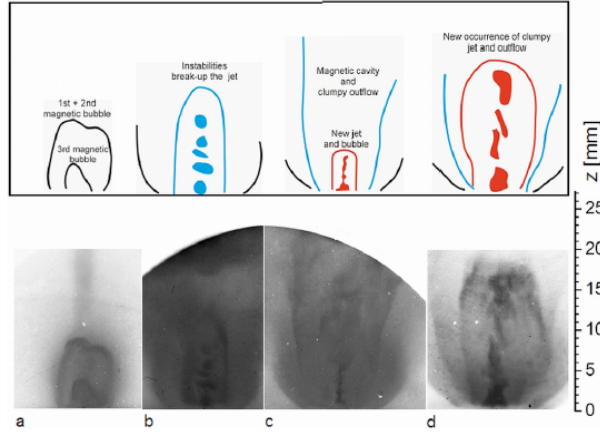 1st + 2nd
magnetic bubble
3rd magnetic
bubble
Instabilities
break-up the jet
Magnetic cavity
and
clumpy outflow
New jet
and bubble
New occurrence of clumpy
jet and outflow
z [mm]
25
20
15
10
5
0
a
b
c
d